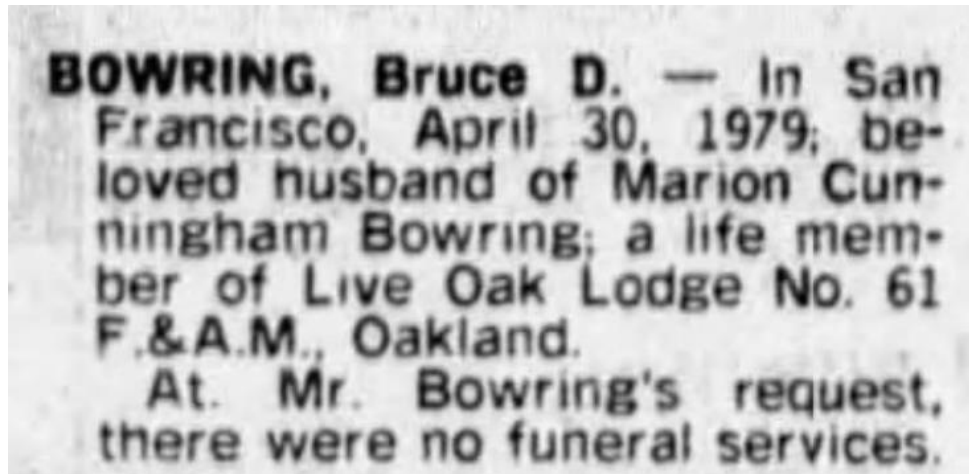 BOWRING, Bruce D. — In San
Francisco, April 30, 1979; be-
loved husband of Marion Cun-
ningham Bowring; a life mem-
ber of Live Oak Lodge No. 61
F.&A.M., Oakland.
At. Mr. Bowring's request,
there were no funeral services.